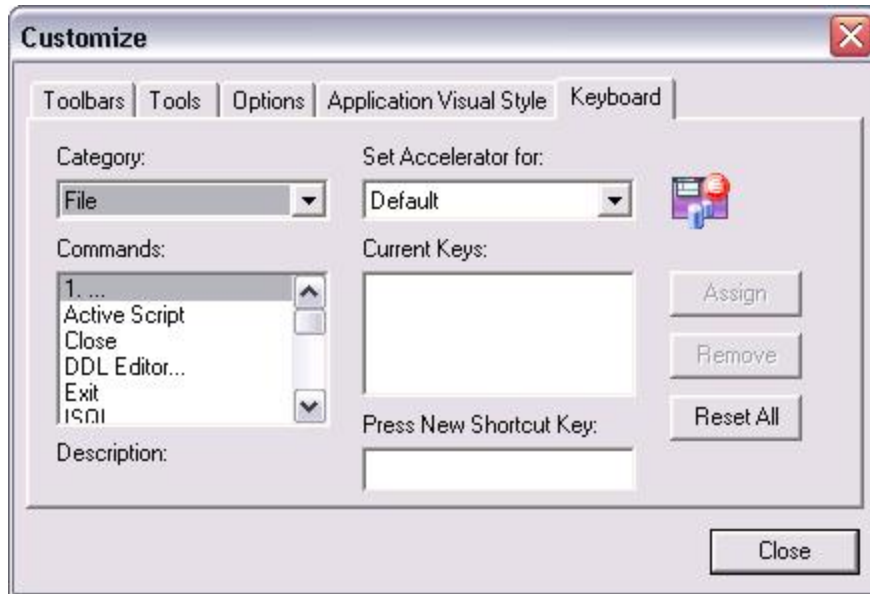 Customize
Toolbars Tools Options Application Visual Style Keyboard
Category:
Set Accelerator for:
File
Default
Commands:
Current Keys:
1. ...
Active Script
Close
DDL Editor...
Exit
ISQL
Assign
Remove
Reset All
Description:
Press New Shortcut Key:
Close